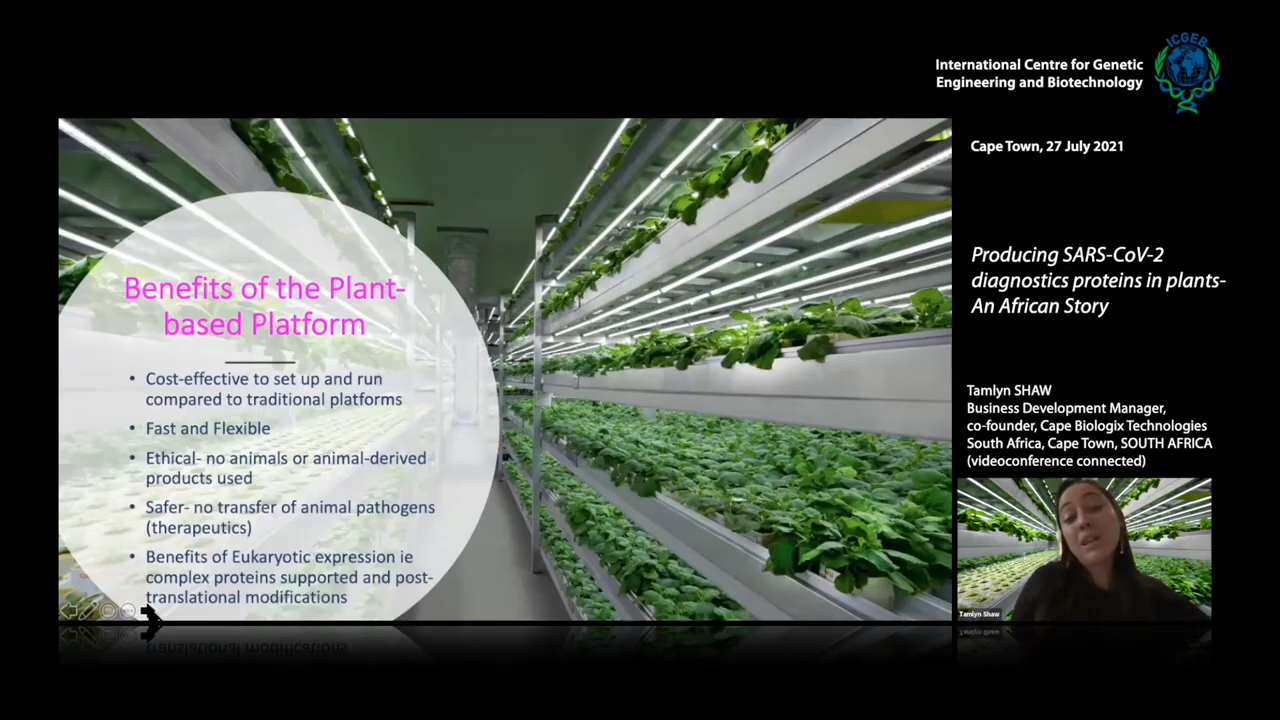 ICGEB
International Centre for Genetic
Engineering and Biotechnology
Cape Town, 27 July 2021
Benefits of the Plant-
based Platform
• Cost-effective to set up and run
compared to traditional platforms
• Fast and Flexible
• Ethical- no animals or animal-derived
products used
• Safer- no transfer of animal pathogens
(therapeutics)
• Benefits of Eukaryotic expression ie
complex proteins supported and post-
translational modifications
Producing SARS-CoV-2
diagnostics proteins in plants-
An African Story
Tamlyn SHAW
Business Development Manager,
co-founder, Cape Biologix Technologies
South Africa, Cape Town, SOUTH AFRICA
(videoconference connected)
Tamlyn Shaw